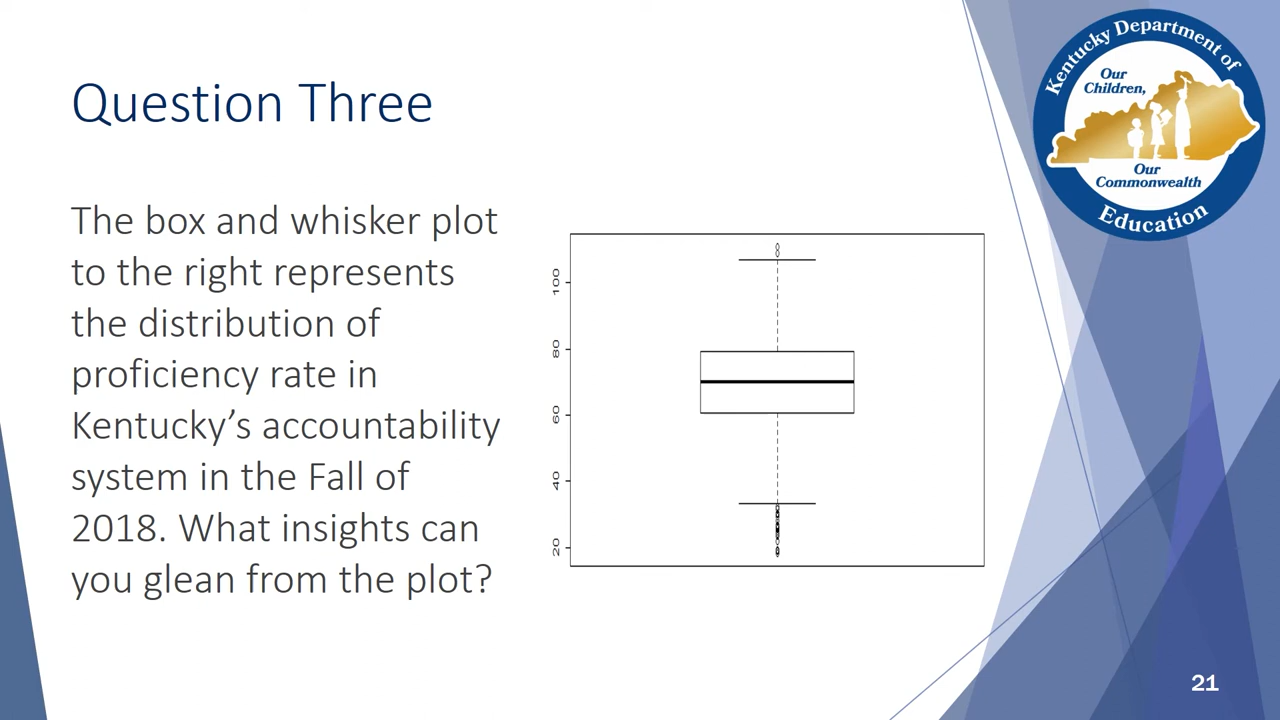 Question Three
The box and whisker plot
to the right represents
the distribution of
proficiency rate in
Kentucky’s accountability
system in the Fall of
2018. What insights can
you glean from the plot?
100
80
60
40
20
Kentucky Department of
Our
Children,
Our
Commonwealth
Education
21